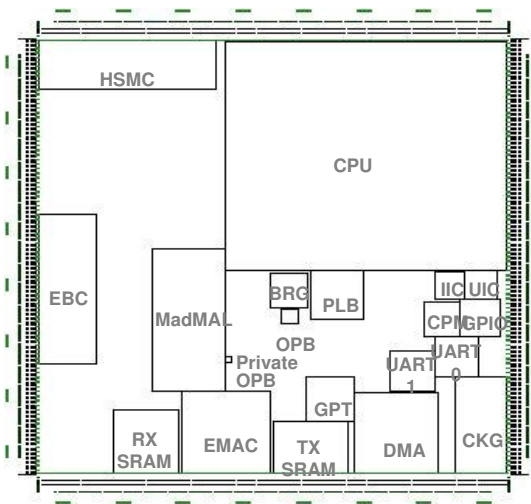 HSMC
CPU
EBC
MadMAL
BRG
PLB
IIC
UIC
CPM
GPIO
OPB
UART
0
Private
OPB
UART
1
GPT
RX
SRAM
EMAC
TX
SRAM
DMA
CKG